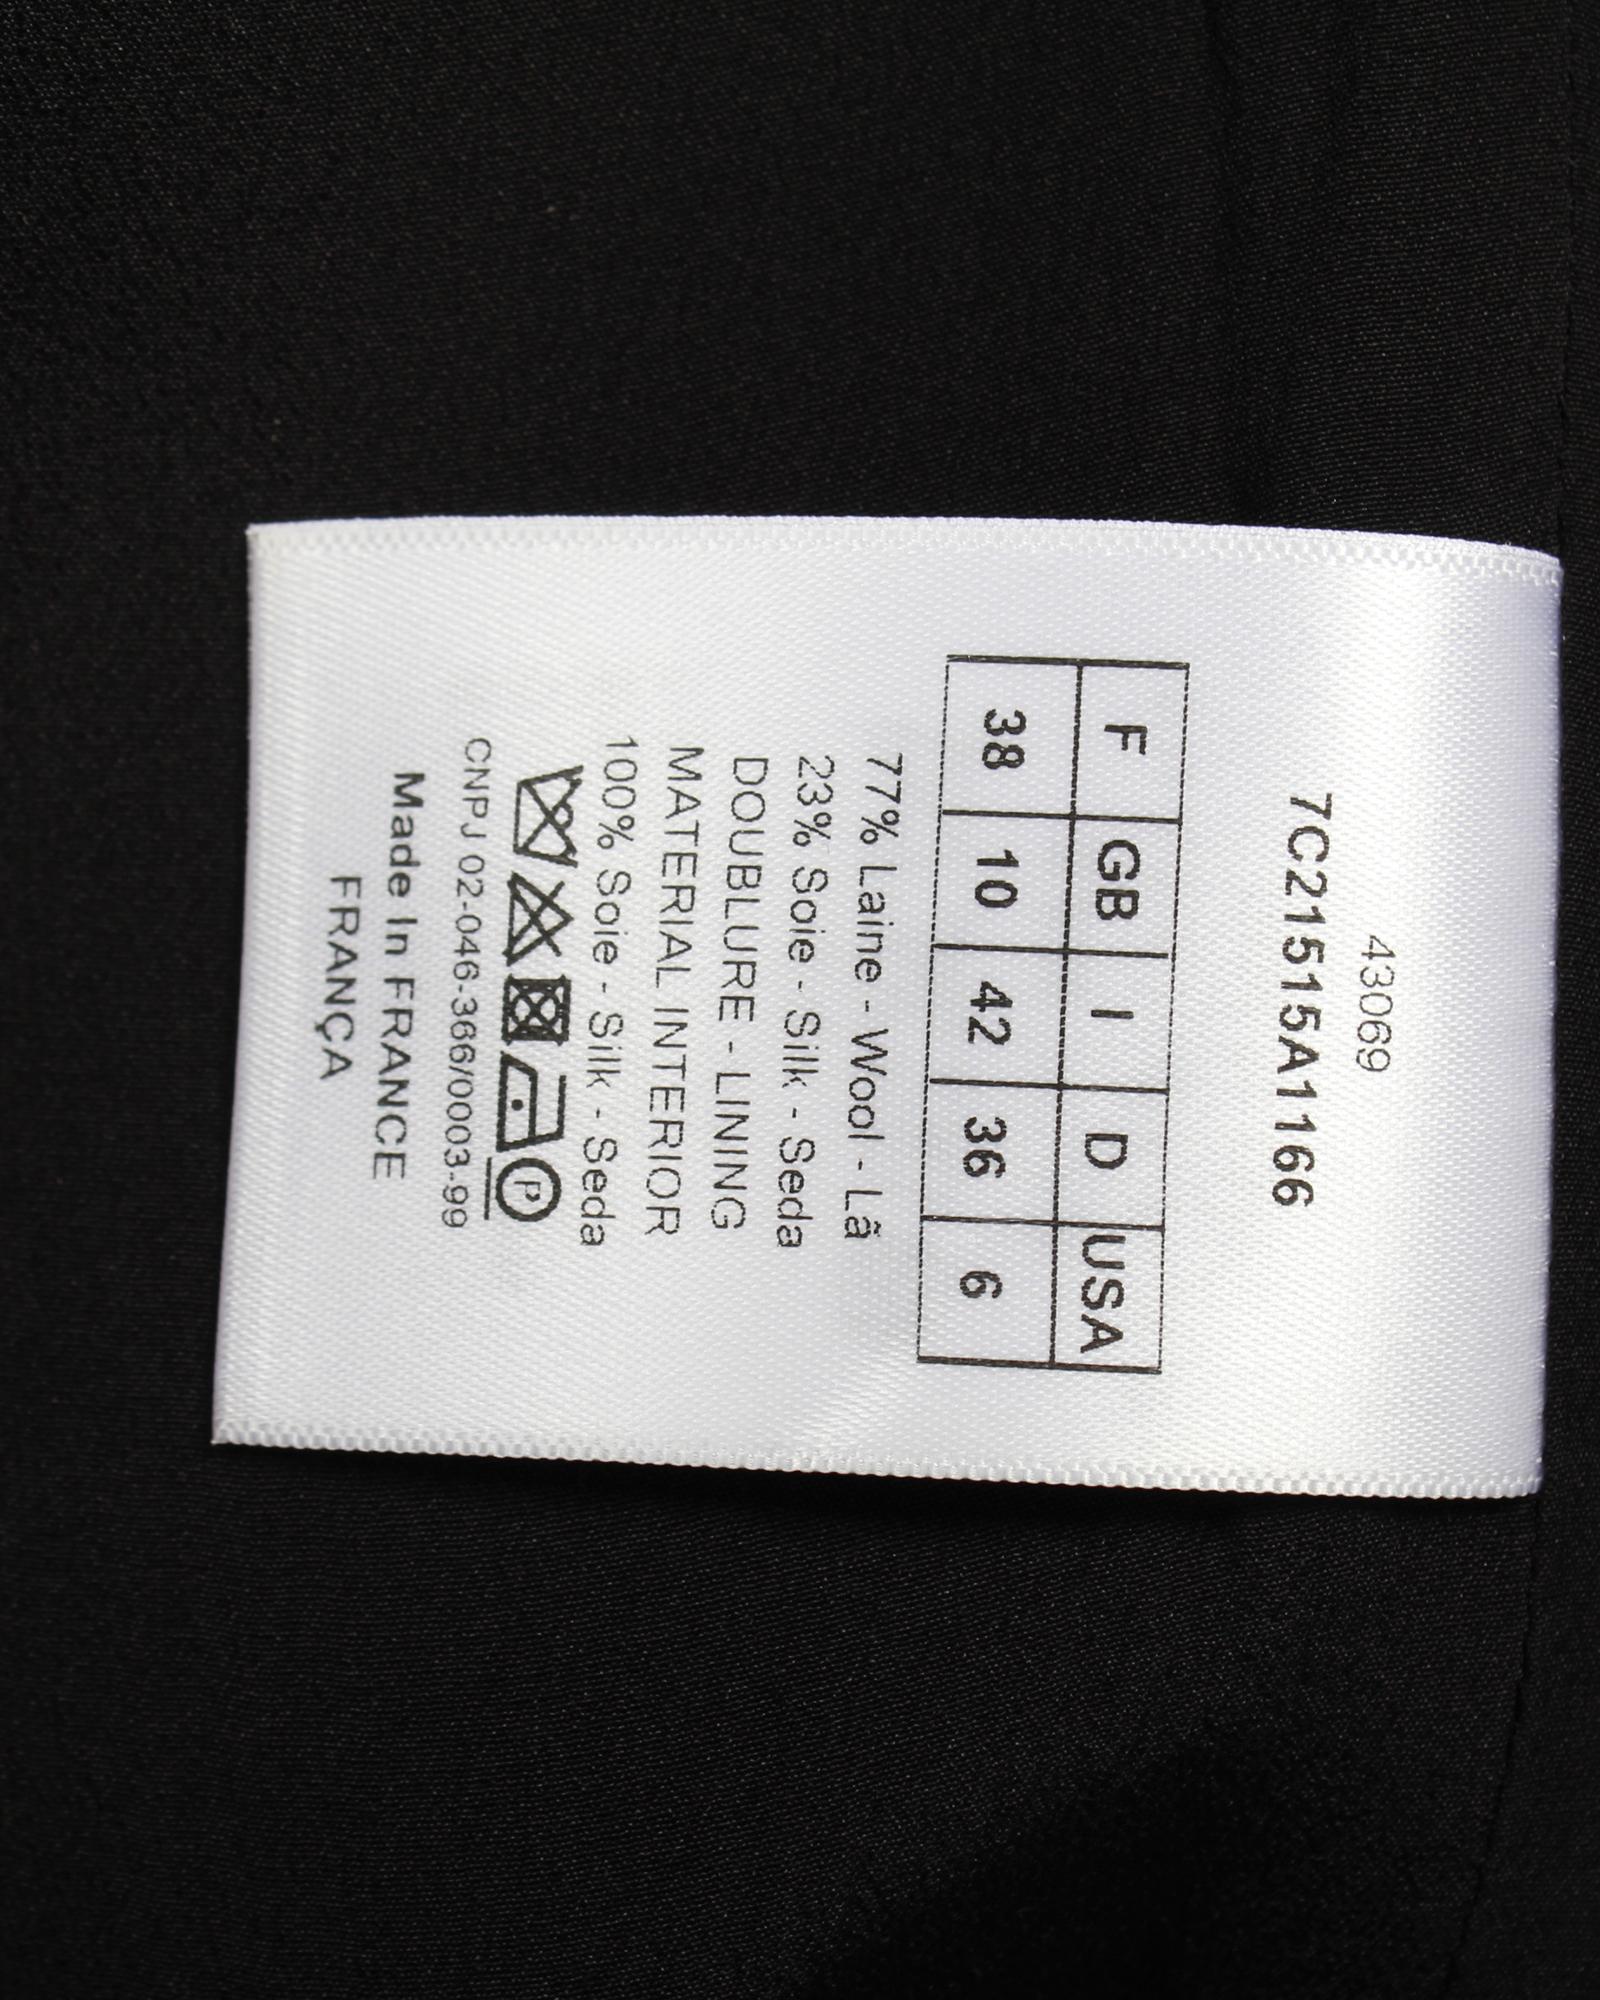 43069
7C21515A1166
F GB I D USA
38 10 42 36 6
77% Laine - Wool - Lã
23% Soie - Silk - Seda
DOUBLURE - LINING
MATERIAL INTERIOR
100% Soie - Silk - Seda
P
CNPJ 02-046-366/0003-99
Made In FRANCE
FRANÇA